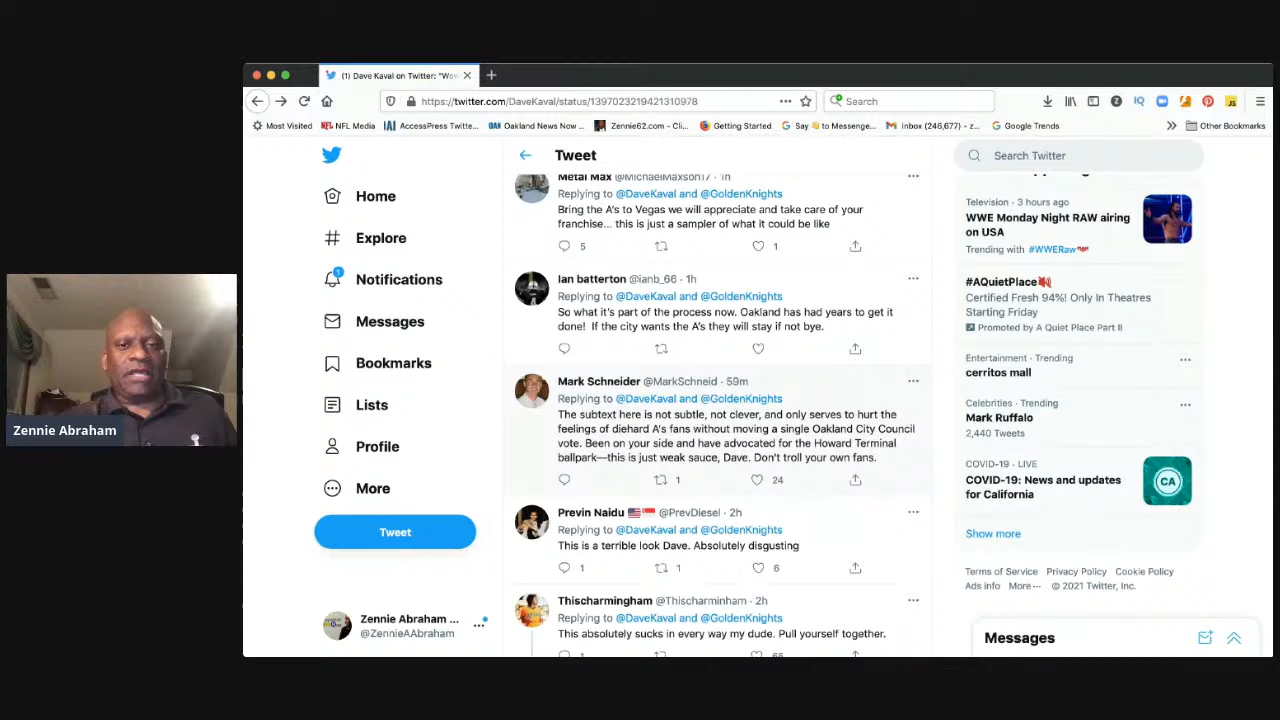 (1) Dave Kaval on Twitter: "Wow
https://twitter.com/DaveKaval/status/1397023219421310978
Search
Most Visited
NFL Media
AccessPress Twitte...
Oakland News Now ...
Zennie62.com - Cli...
Getting Started
Say 👋 to Messenge...
Inbox (246,677) - z...
Google Trends
Other Bookmarks
Home
Explore
1
Notifications
Messages
Bookmarks
Lists
Profile
More
Tweet
Zennie Abraham ...
@ZennieAAbraham
Zennie Abraham
Tweet
Metal Max @MichaelMaxson17 · 1h
Replying to @DaveKaval and @GoldenKnights
Bring the A's to Vegas we will appreciate and take care of your
franchise... this is just a sampler of what it could be like
5 1
Ian batterton @ianb_66 · 1h
Replying to @DaveKaval and @GoldenKnights
So what it's part of the process now. Oakland has had years to get it
done! If the city wants the A's they will stay if not bye.
Mark Schneider @MarkSchneid · 59m
Replying to @DaveKaval and @GoldenKnights
The subtext here is not subtle, not clever, and only serves to hurt the
feelings of diehard A's fans without moving a single Oakland City Council
vote. Been on your side and have advocated for the Howard Terminal
ballpark—this is just weak sauce, Dave. Don't troll your own fans.
1 24
Previn Naidu 🇺🇸🇸🇬 @PrevDiesel · 2h
Replying to @DaveKaval and @GoldenKnights
This is a terrible look Dave. Absolutely disgusting
1 1 6
Thischarmingham @Thischarminham · 2h
Replying to @DaveKaval and @GoldenKnights
This absolutely sucks in every way my dude. Pull yourself together.
Search Twitter
Television · 3 hours ago
WWE Monday Night RAW airing
on USA
Trending with #WWERaw
#AQuietPlace
Certified Fresh 94%! Only In Theatres
Starting Friday
Promoted by A Quiet Place Part II
Entertainment · Trending
cerritos mall
Celebrities · Trending
Mark Ruffalo
2,440 Tweets
COVID-19 · LIVE
COVID-19: News and updates
for California
CA
Show more
Terms of Service Privacy Policy Cookie Policy
Ads info More ··· © 2021 Twitter, Inc.
Messages